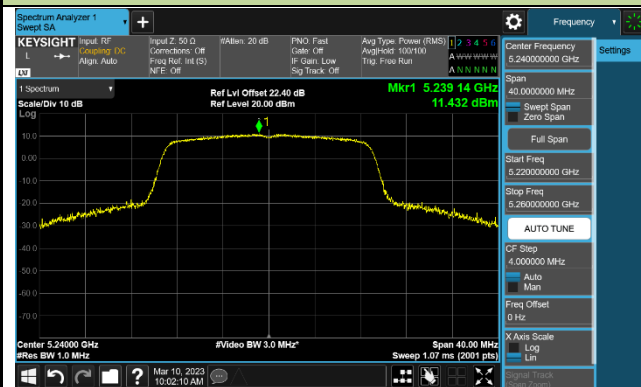 Spectrum Analyzer 1
Swept SA
+
Frequency
KEYSIGHT
Input: RF
Coupling: DC
Align: Auto
Input Z: 50 Ω
Corrections: Off
Freq Ref: Int (S)
NFE: Off
#Atten: 20 dB
PNO: Fast
Gate: Off
IF Gain: Low
Sig Track: Off
Avg Type: Power (RMS)
Avg|Hold: 100/100
Trig: Free Run
1 2 3 4 5 6
A W W W W W
A N N N N N
L
LXI
1 Spectrum
Scale/Div 10 dB
Log
Ref Lvl Offset 22.40 dB
Ref Level 20.00 dBm
Mkr1 5.239 14 GHz
11.432 dBm
1
10.0
0.00
-10.0
-20.0
-30.0
-40.0
-50.0
-60.0
-70.0
Center 5.24000 GHz
#Res BW 1.0 MHz
#Video BW 3.0 MHz*
Span 40.00 MHz
Sweep 1.07 ms (2001 pts)
?
Mar 10, 2023
10:02:10 AM
Center Frequency
5.240000000 GHz
Span
40.0000000 MHz
Swept Span
Zero Span
Full Span
Start Freq
5.220000000 GHz
Stop Freq
5.260000000 GHz
AUTO TUNE
CF Step
4.000000 MHz
Auto
Man
Freq Offset
0 Hz
X Axis Scale
Log
Lin
Signal Track
(Span Zoom)
Settings